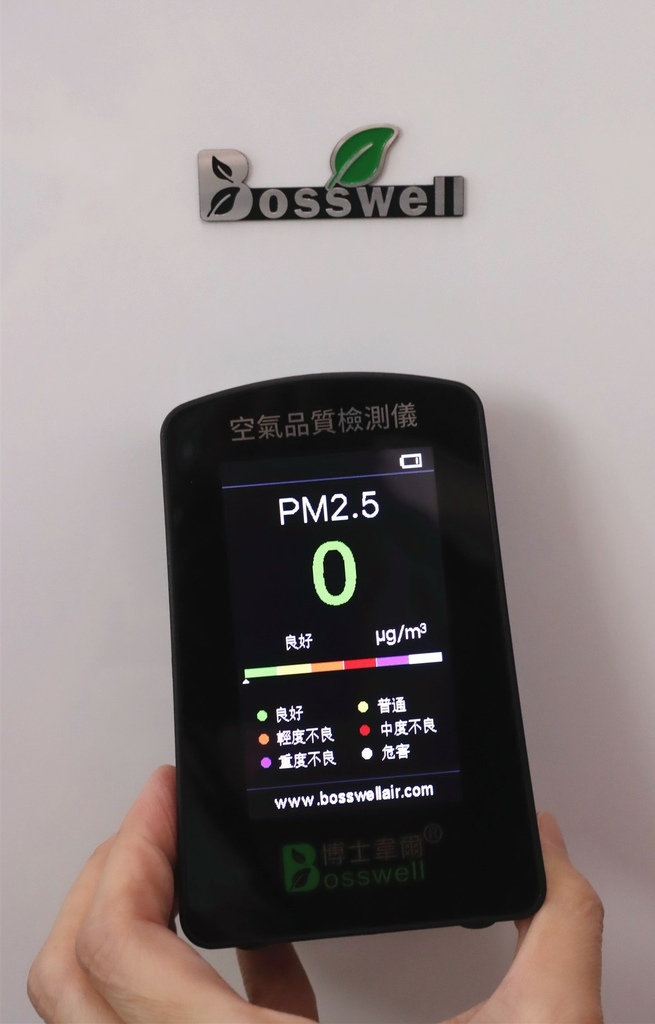 Bosswell
空氣品質檢測儀
PM2.5
0
良好 μg/m³
良好 普通
輕度不良 中度不良
重度不良 危害
www.bosswellair.com
博士韋爾®
Bosswell